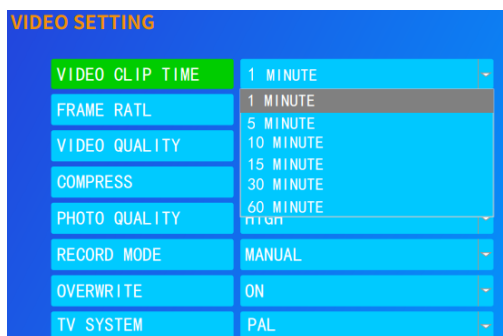 VIDEO SETTING
VIDEO CLIP TIME 1 MINUTE
FRAME RATL 1 MINUTE
5 MINUTE
VIDEO QUALITY 10 MINUTE
15 MINUTE
COMPRESS 30 MINUTE
60 MINUTE
PHOTO QUALITY HIGH
RECORD MODE MANUAL
OVERWRITE ON
TV SYSTEM PAL